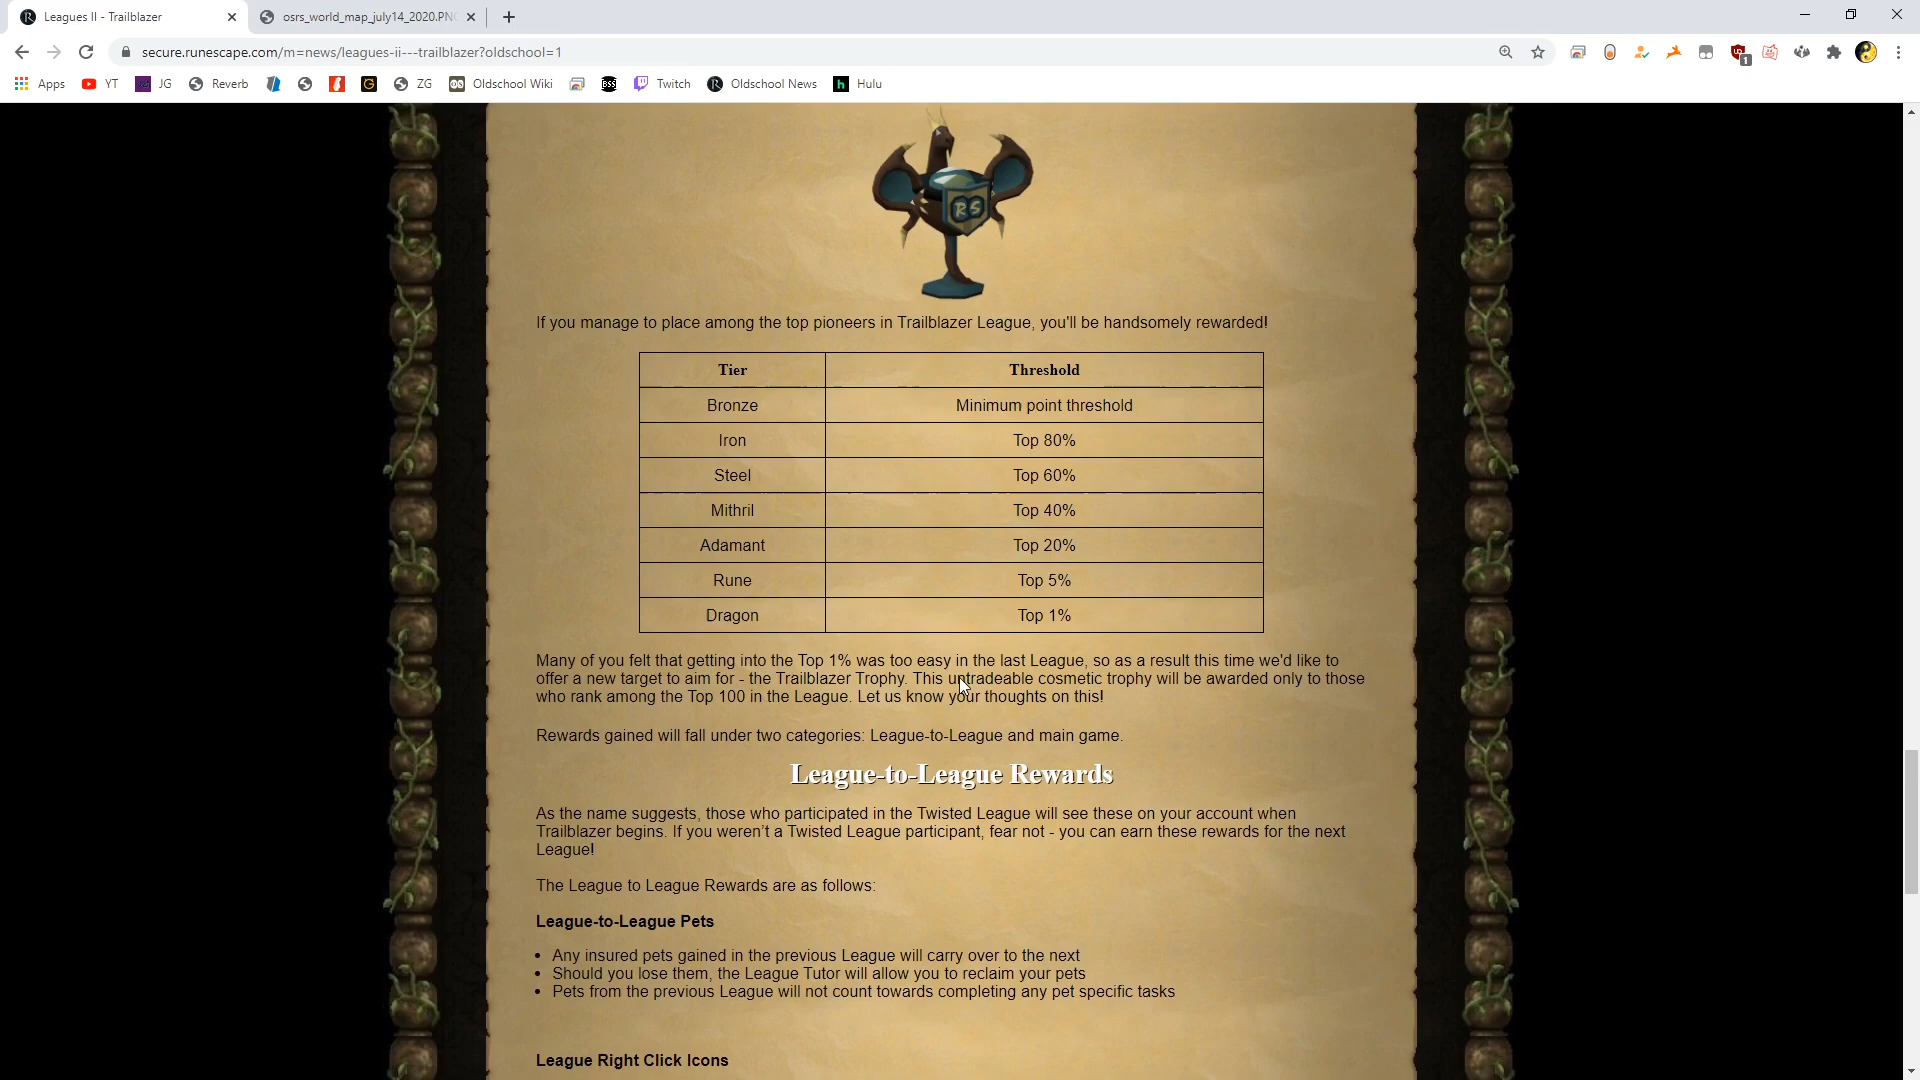 Leagues II - Trailblazer
osrs_world_map_july14_2020.PNG
secure.runescape.com/m=news/leagues-ii---trailblazer?oldschool=1
1
Apps YT JG Reverb ZG Oldschool Wiki Twitch Oldschool News Hulu
RS
If you manage to place among the top pioneers in Trailblazer League, you'll be handsomely rewarded!
Tier Threshold
Bronze Minimum point threshold
Iron Top 80%
Steel Top 60%
Mithril Top 40%
Adamant Top 20%
Rune Top 5%
Dragon Top 1%
Many of you felt that getting into the Top 1% was too easy in the last League, so as a result this time we'd like to
offer a new target to aim for - the Trailblazer Trophy. This untradeable cosmetic trophy will be awarded only to those
who rank among the Top 100 in the League. Let us know your thoughts on this!
Rewards gained will fall under two categories: League-to-League and main game.
League-to-League Rewards
As the name suggests, those who participated in the Twisted League will see these on your account when
Trailblazer begins. If you weren't a Twisted League participant, fear not - you can earn these rewards for the next
League!
The League to League Rewards are as follows:
League-to-League Pets
• Any insured pets gained in the previous League will carry over to the next
• Should you lose them, the League Tutor will allow you to reclaim your pets
• Pets from the previous League will not count towards completing any pet specific tasks
League Right Click Icons